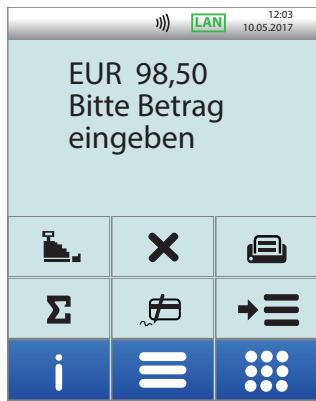 LAN
12:03
10.05.2017
EUR 98,50
Bitte Betrag
eingeben
Σ
i